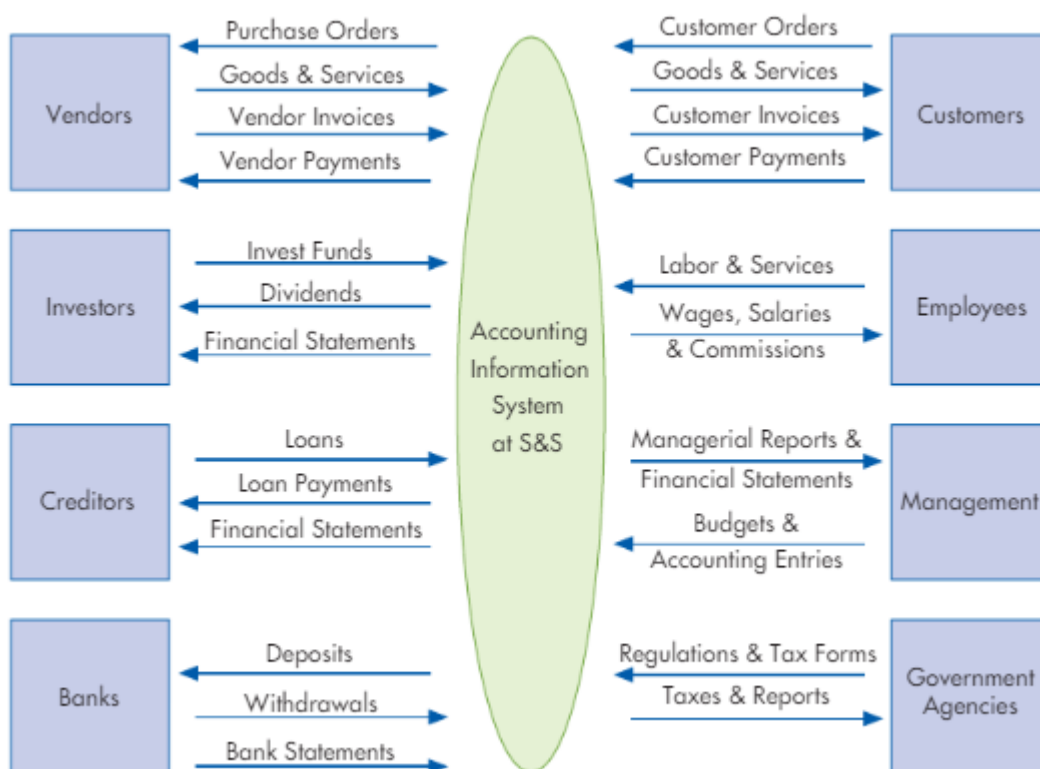 Vendors
Purchase Orders
Goods & Services
Vendor Invoices
Vendor Payments
Customer Orders
Goods & Services
Customer Invoices
Customer Payments
Customers
Investors
Invest Funds
Dividends
Financial Statements
Accounting
Information
System
at S&S
Labor & Services
Wages, Salaries
& Commissions
Employees
Creditors
Loans
Loan Payments
Financial Statements
Managerial Reports &
Financial Statements
Budgets &
Accounting Entries
Management
Banks
Deposits
Withdrawals
Bank Statements
Regulations & Tax Forms
Taxes & Reports
Government
Agencies